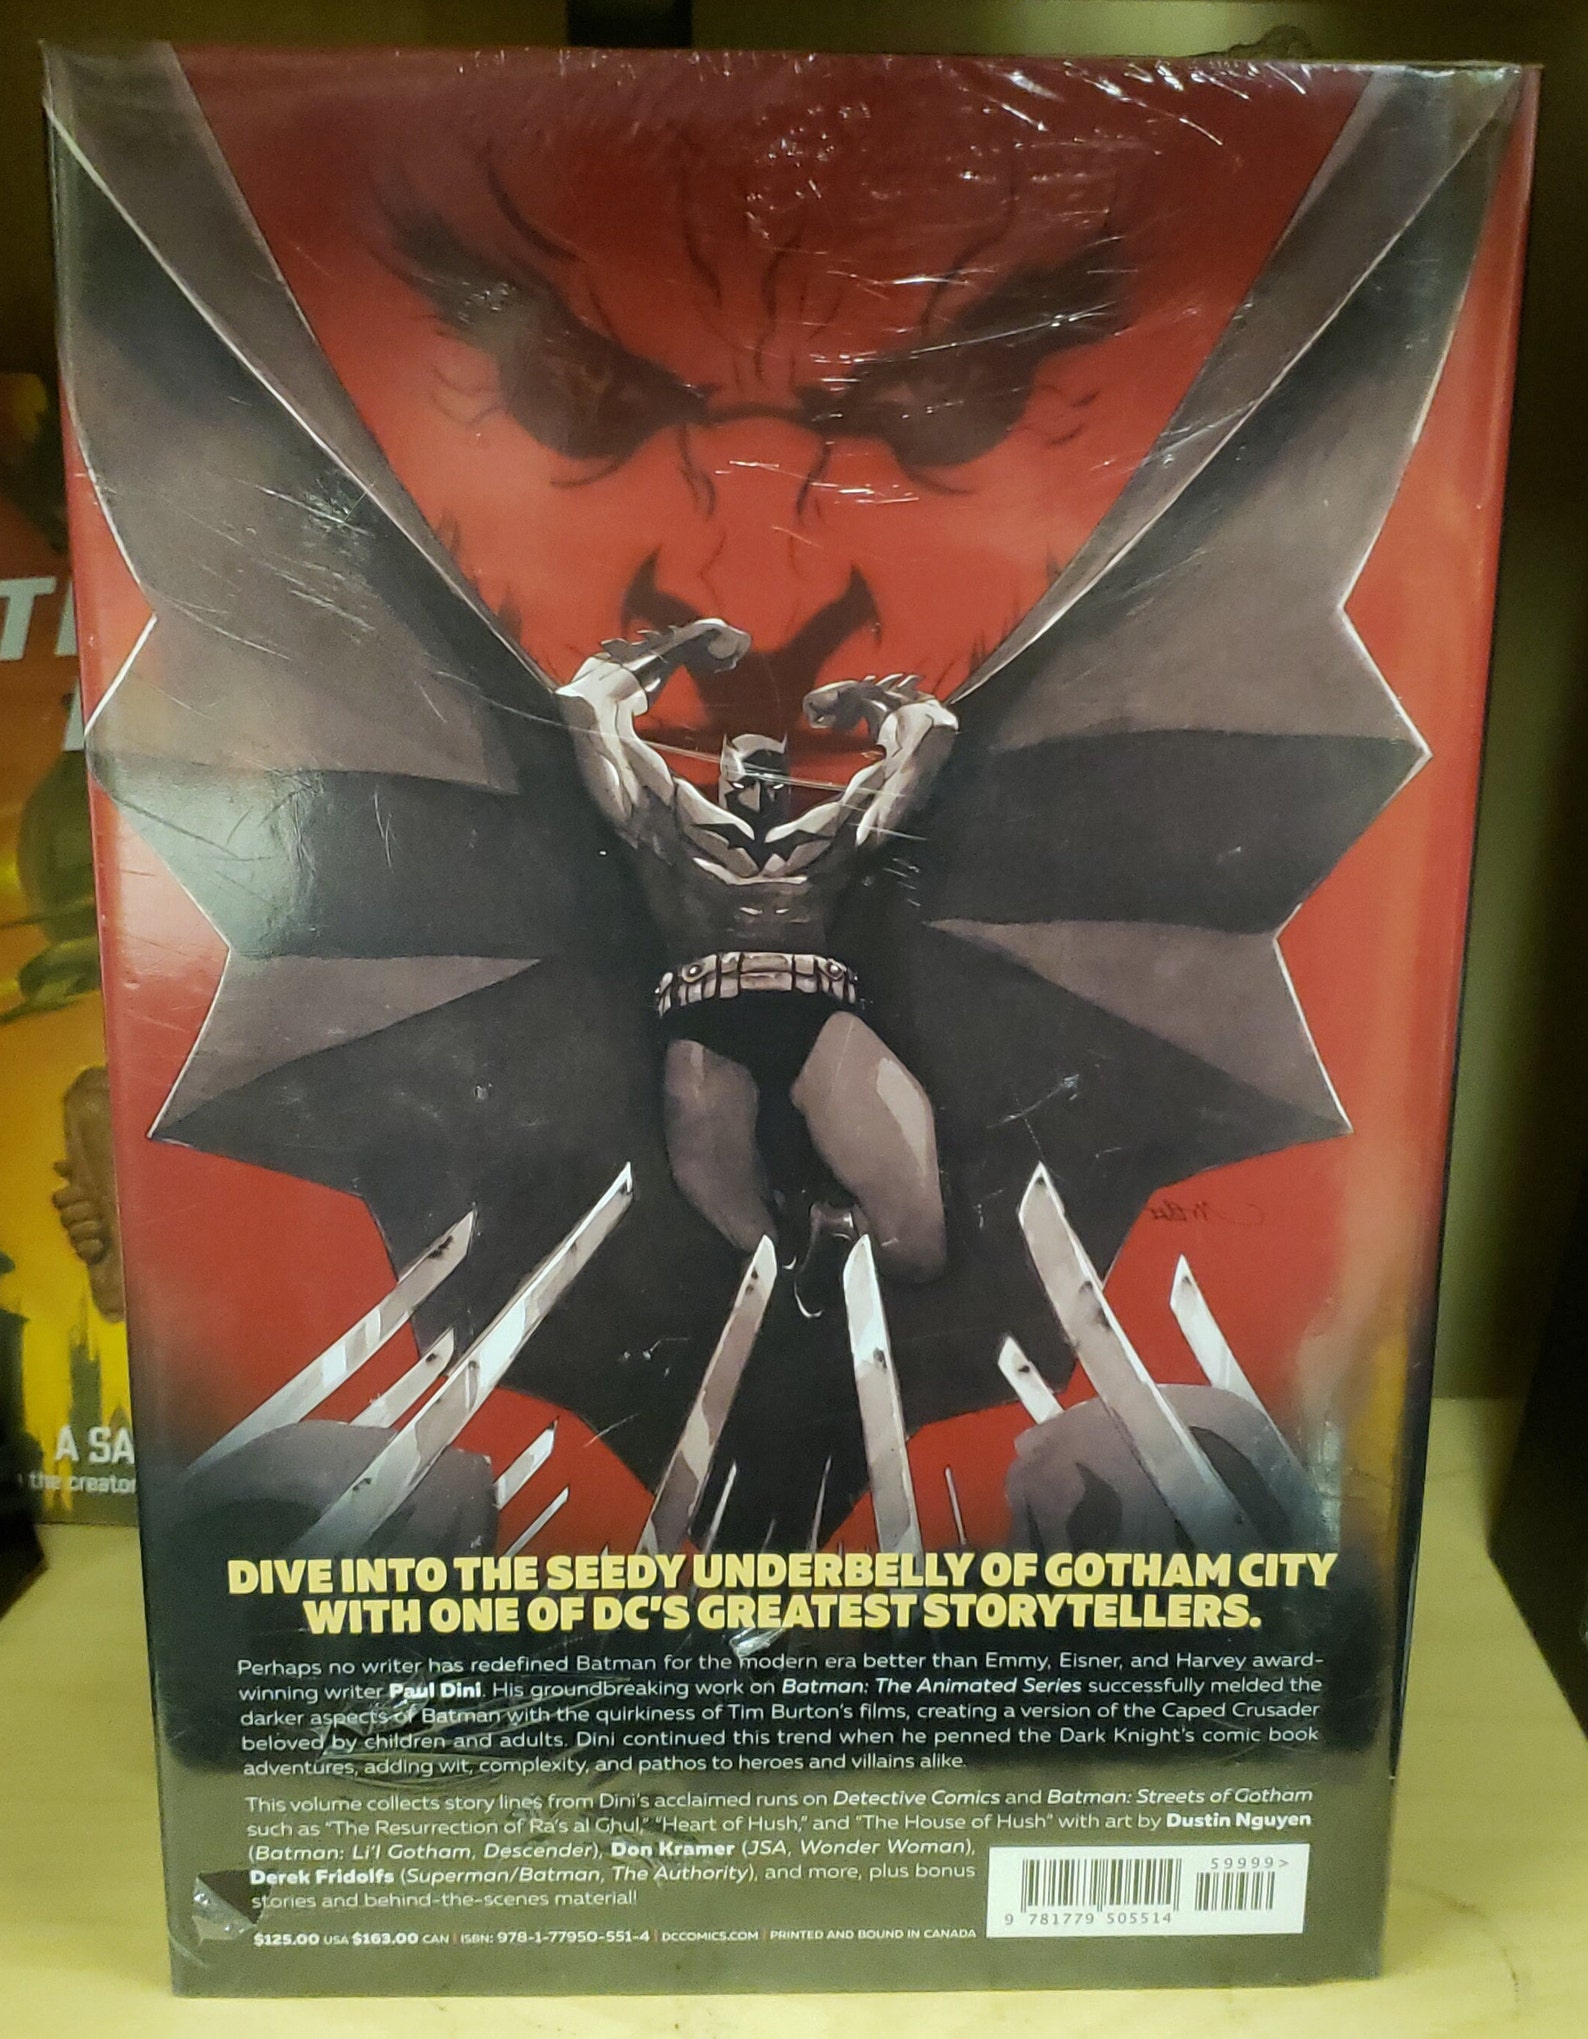 DIVE INTO THE SEEDY UNDERBELLY OF GOTHAM CITY
WITH ONE OF DC'S GREATEST STORYTELLERS.
Perhaps no writer has redefined Batman for the modern era better than Emmy, Eisner, and Harvey award-
winning writer Paul Dini. His groundbreaking work on Batman: The Animated Series successfully melded the
darker aspects of Batman with the quirkiness of Tim Burton's films, creating a version of the Caped Crusader
beloved by children and adults. Dini continued this trend when he penned the Dark Knight's comic book
adventures, adding wit, complexity, and pathos to heroes and villains alike.
This volume collects story lines from Dini's acclaimed runs on Detective Comics and Batman: Streets of Gotham
such as "The Resurrection of Ra's al Ghul," "Heart of Hush," and "The House of Hush" with art by Dustin Nguyen
(Batman: Li'l Gotham, Descender), Don Kramer (JSA, Wonder Woman),
Derek Fridolfs (Superman/Batman, The Authority), and more, plus bonus
stories and behind-the-scenes material!
$125.00 USA $163.00 CAN | ISBN: 978-1-77950-551-4 | DCCOMICS.COM | PRINTED AND BOUND IN CANADA
59999>
9 781779 505514
A SA
the creator